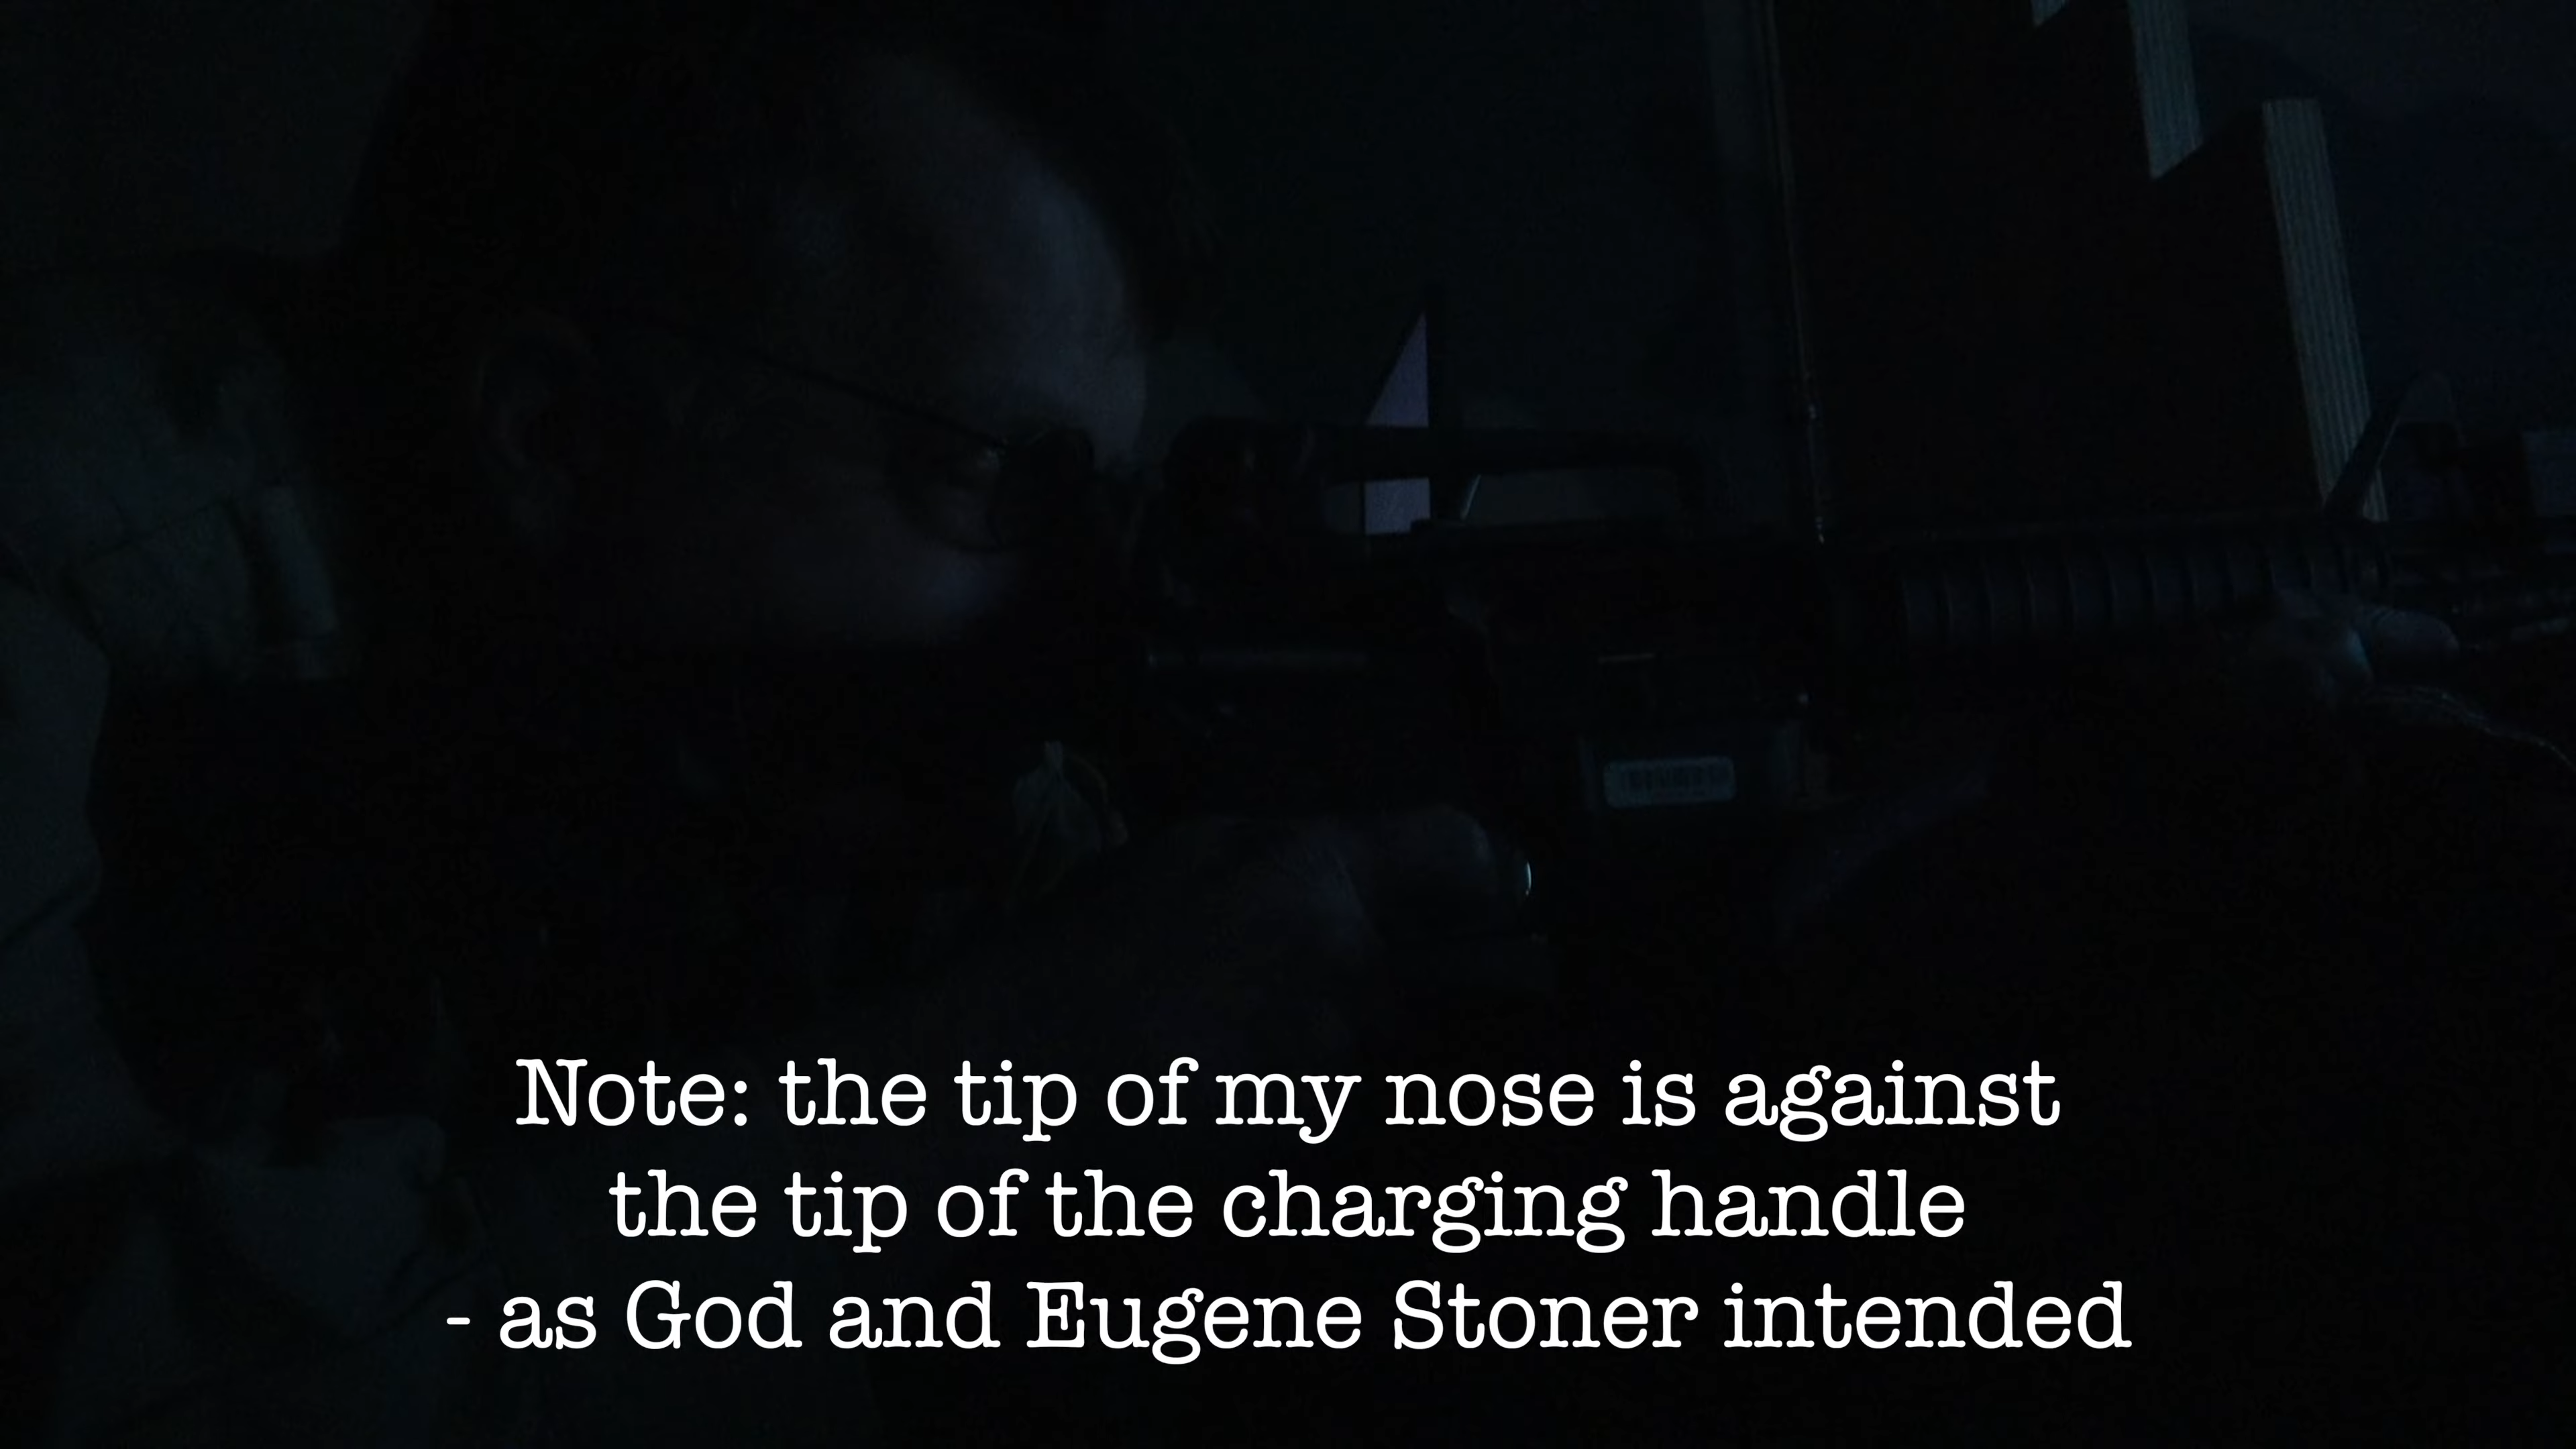 Note: the tip of my nose is against
the tip of the charging handle
- as God and Eugene Stoner intended